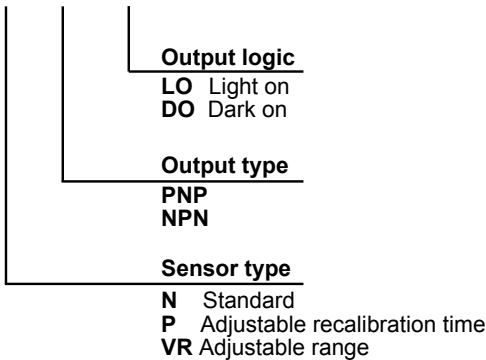 Output logic
LO Light on
DO Dark on
Output type
PNP
NPN
Sensor type
N Standard
P Adjustable recalibration time
VR Adjustable range